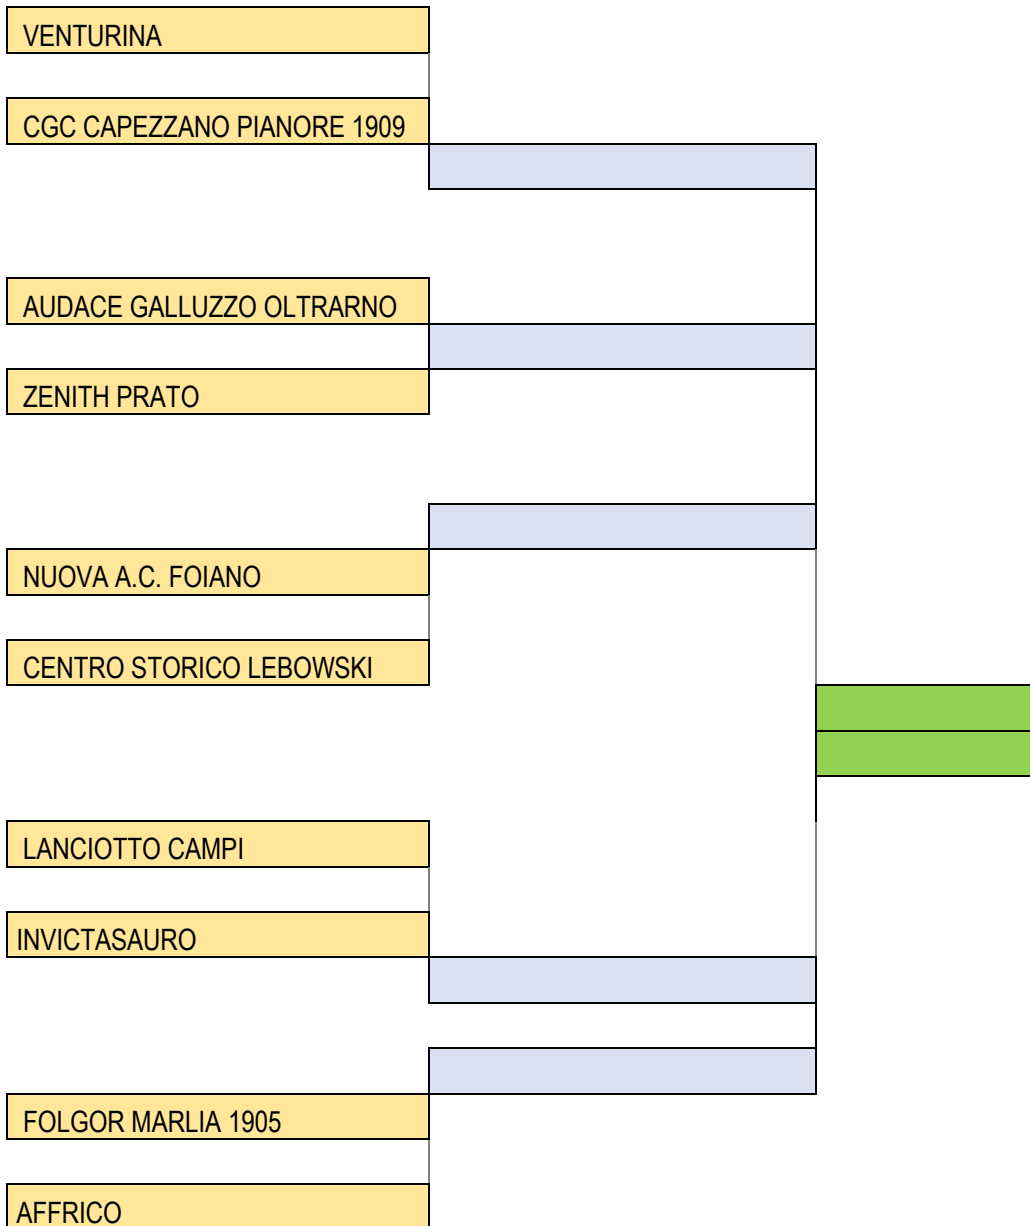 VENTURINA
CGC CAPEZZANO PIANORE 1909
AUDACE GALLUZZO OLTRARNO
ZENITH PRATO
NUOVA A.C. FOIANO
CENTRO STORICO LEBOWSKI
LANCIOTTO CAMPI
INVICTASAURO
FOLGOR MARLIA 1905
AFFRICO